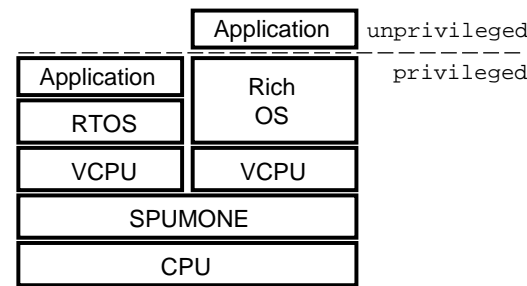 Application unprivileged
Application privileged
Rich
OS
RTOS
VCPU VCPU
SPUMONE
CPU